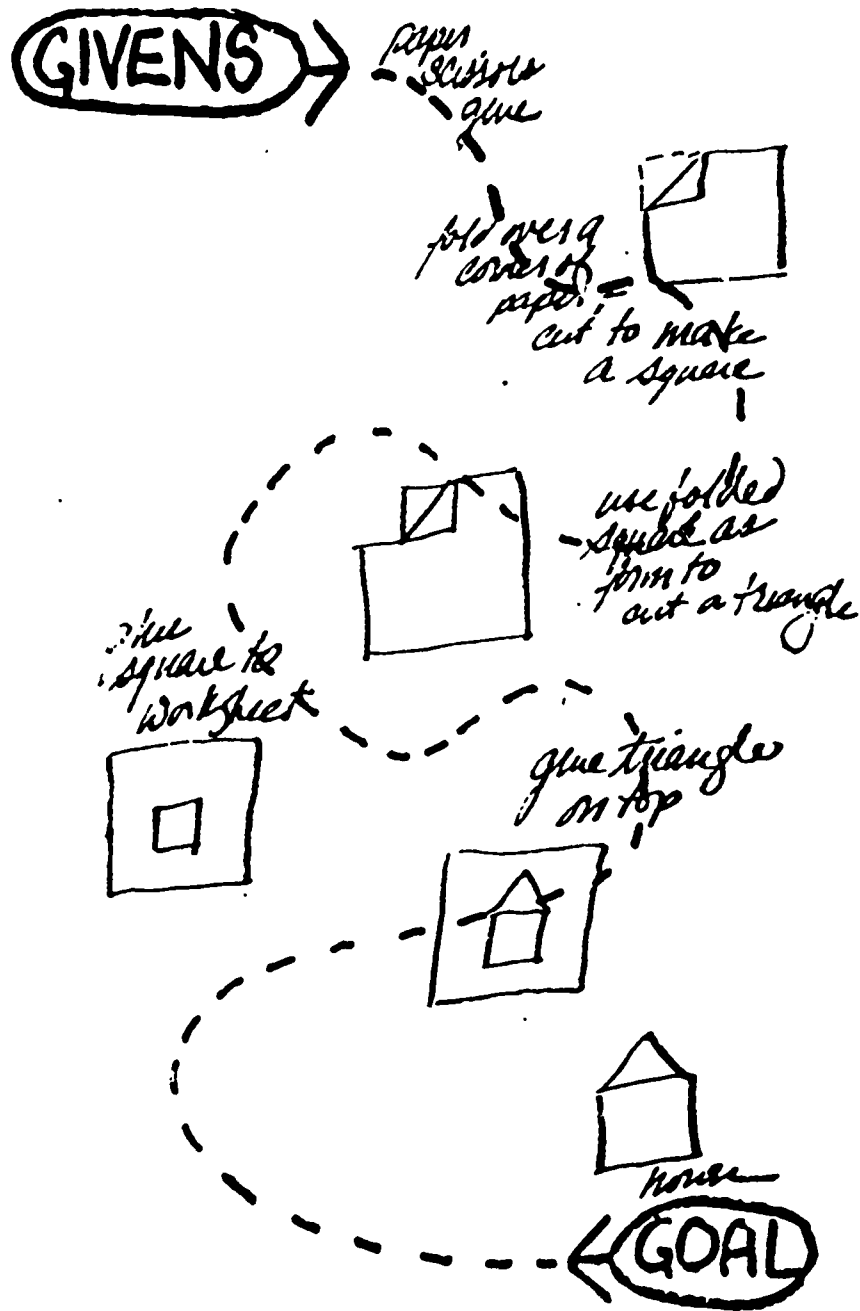 GIVENS
paper
scissors
glue
fold over a
corner of
paper
cut to make
a square
use folded
square as
form to
cut a triangle
glue
square to
worksheet
glue triangle
on top
house
GOAL